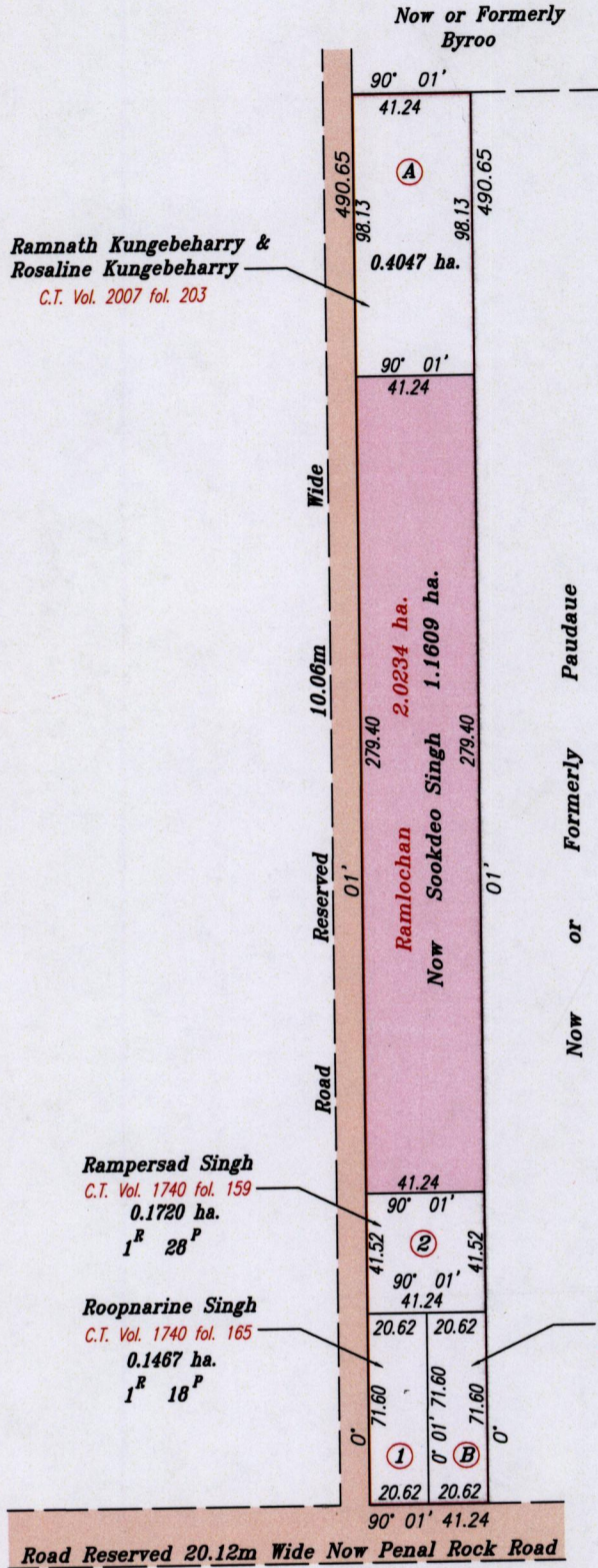 Now or Formerly
Byroo
90° 01'
41.24
490.65
98.13
A
98.13
490.65
0.4047 ha.
Ramnath Kungebeharry &
Rosaline Kungebeharry
C.T. Vol. 2007 fol. 203
90° 01'
41.24
Road Reserved 10.06m Wide
0° 01'
279.40
Ramlochan 2.0234 ha.
Now Sookdeo Singh 1.1609 ha.
279.40
0° 01'
Now or Formerly Paudaue
41.24
90° 01'
Rampersad Singh
C.T. Vol. 1740 fol. 159
0.1720 ha.
1R 28P
41.52
2
41.52
90° 01'
41.24
Roopnarine Singh
C.T. Vol. 1740 fol. 165
0.1467 ha.
1R 18P
20.62 20.62
71.60
0° 01' 71.60
71.60
1
B
20.62 20.62
90° 01' 41.24
Road Reserved 20.12m Wide Now Penal Rock Road